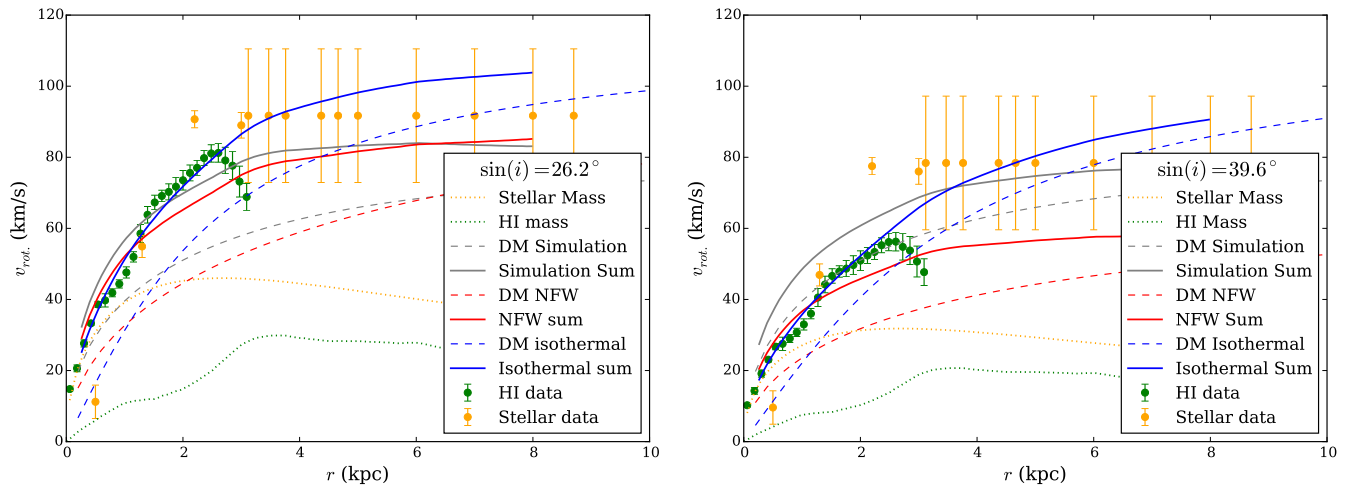 120
100
80
60
40
20
0
v_rot. (km/s)
0 2 4 6 8 10
r (kpc)
sin(i)=26.2°
Stellar Mass
HI mass
DM Simulation
Simulation Sum
DM NFW
NFW sum
DM isothermal
Isothermal sum
HI data
Stellar data
120
100
80
60
40
20
0
v_rot. (km/s)
0 2 4 6 8 10
r (kpc)
sin(i)=39.6°
Stellar Mass
HI Mass
DM Simulation
Simulation Sum
DM NFW
NFW Sum
DM Isothermal
Isothermal Sum
HI data
Stellar data